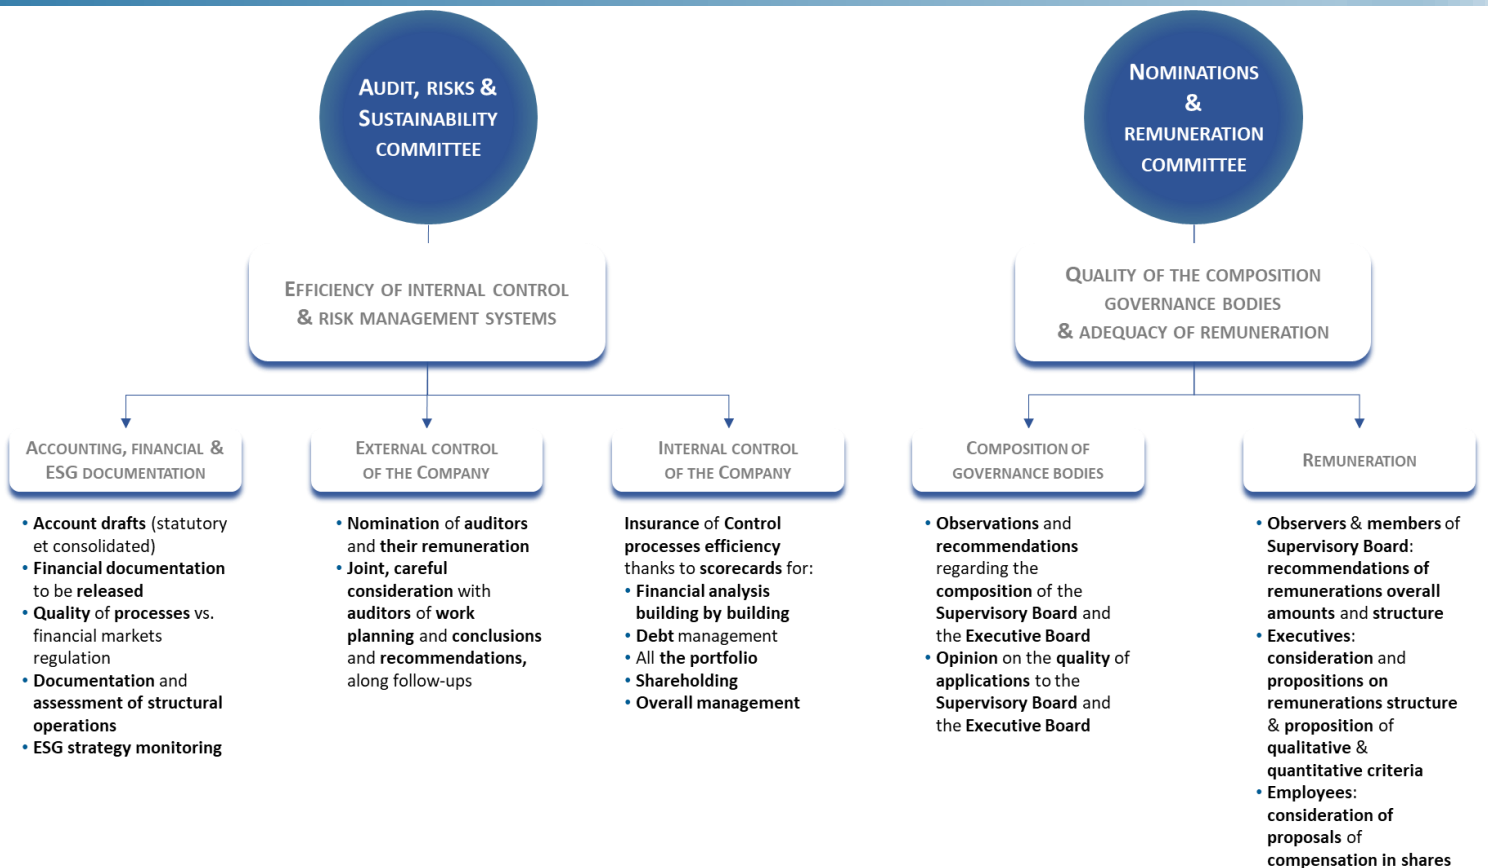 AUDIT, RISKS &
SUSTAINABILITY
COMMITTEE
EFFICIENCY OF INTERNAL CONTROL
& RISK MANAGEMENT SYSTEMS
ACCOUNTING, FINANCIAL &
ESG DOCUMENTATION
• Account drafts (statutory
et consolidated)
• Financial documentation
to be released
• Quality of processes vs.
financial markets
regulation
• Documentation and
assessment of structural
operations
• ESG strategy monitoring
EXTERNAL CONTROL
OF THE COMPANY
• Nomination of auditors
and their remuneration
• Joint, careful
consideration with
auditors of work
planning and conclusions
and recommendations,
along follow-ups
INTERNAL CONTROL
OF THE COMPANY
Insurance of Control
processes efficiency
thanks to scorecards for:
• Financial analysis
building by building
• Debt management
• All the portfolio
• Shareholding
• Overall management
NOMINATIONS
&
REMUNERATION
COMMITTEE
QUALITY OF THE COMPOSITION
GOVERNANCE BODIES
& ADEQUACY OF REMUNERATION
COMPOSITION OF
GOVERNANCE BODIES
• Observations and
recommendations
regarding the
composition of the
Supervisory Board and
the Executive Board
• Opinion on the quality of
applications to the
Supervisory Board and
the Executive Board
REMUNERATION
• Observers & members of
Supervisory Board:
recommendations of
remunerations overall
amounts and structure
• Executives:
consideration and
propositions on
remunerations structure
& proposition of
qualitative &
quantitative criteria
• Employees:
consideration of
proposals of
compensation in shares